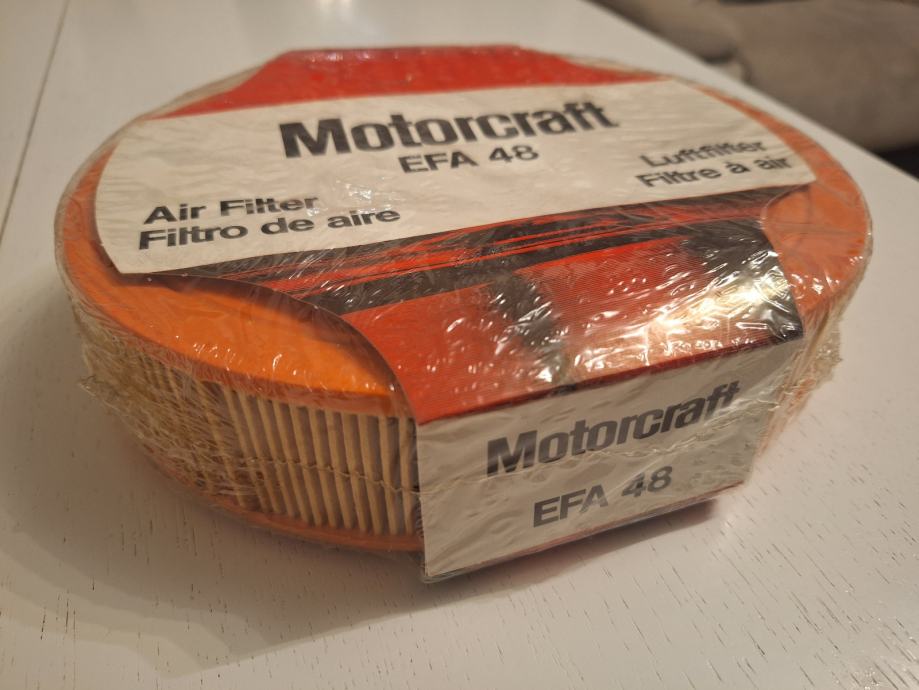 Motorcraft
EFA 48
Air Filter
Filtro de aire
Luftfilter
Filtre à air
Motorcraft
EFA 48